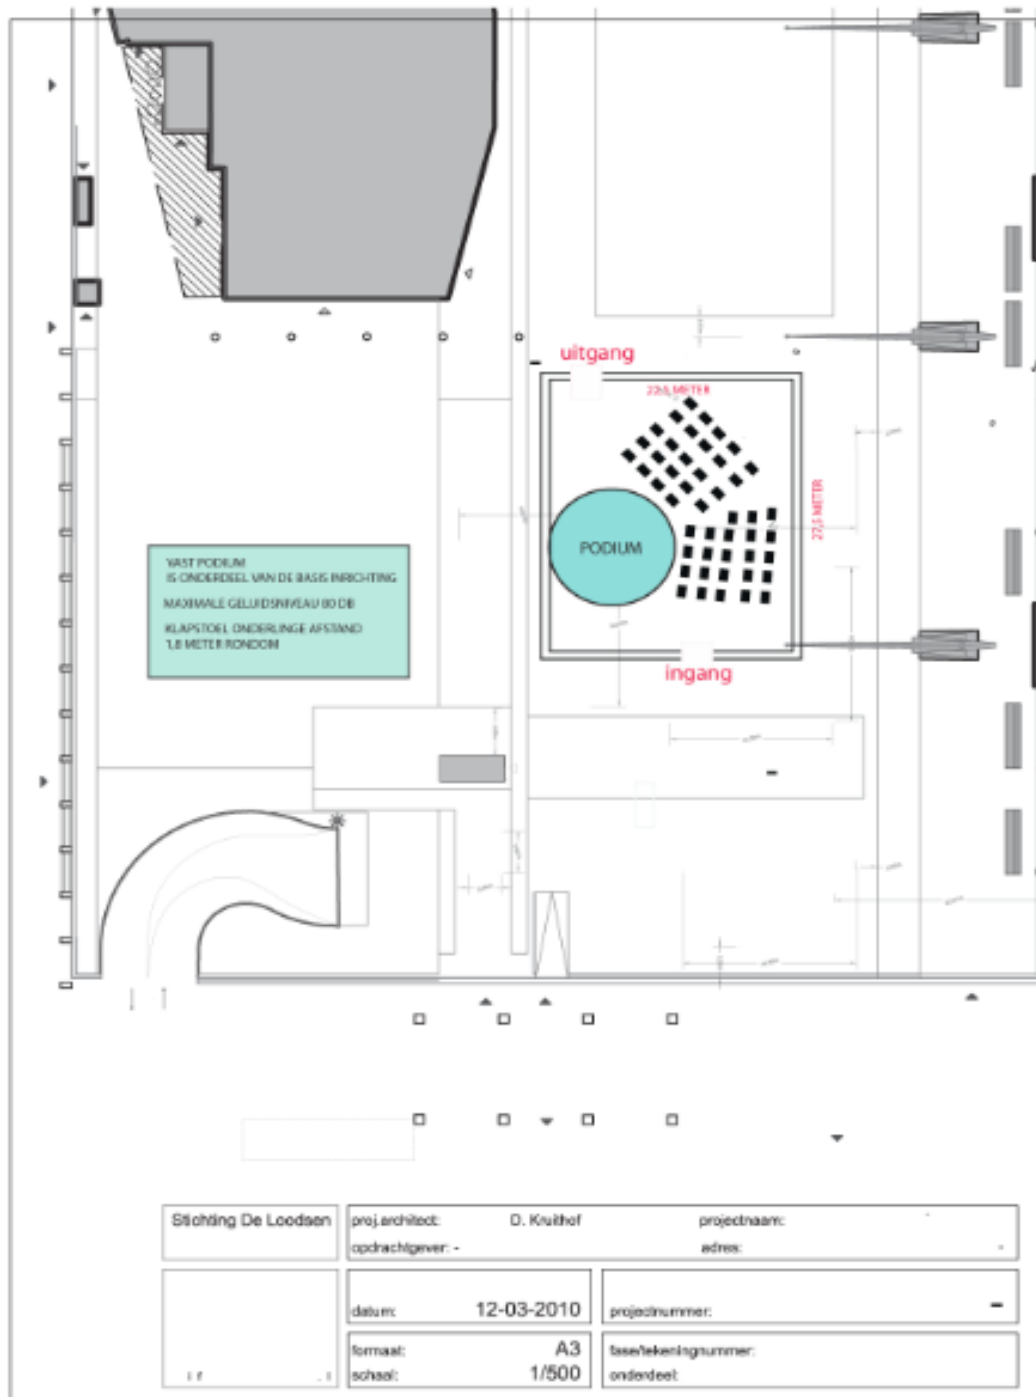 uitgang
22,5 METER
27,5 METER
PODIUM
VAST PODIUM
IS ONDERDEEL VAN DE BASIS INRICHTING
MAXIMALE GELUIDSNIVEAU 80 DB
KLAPSTOEL ONDERLINGE AFSTAND
1,8 METER RONDOM
ingang
Stichting De Loodsen
proj.architect: D. Kruithof projectnaam:
opdrachtgever: - adres: -
datum: 12-03-2010 projectnummer: -
formaat: A3 fase/tekeningnummer:
schaal: 1/500 onderdeel: